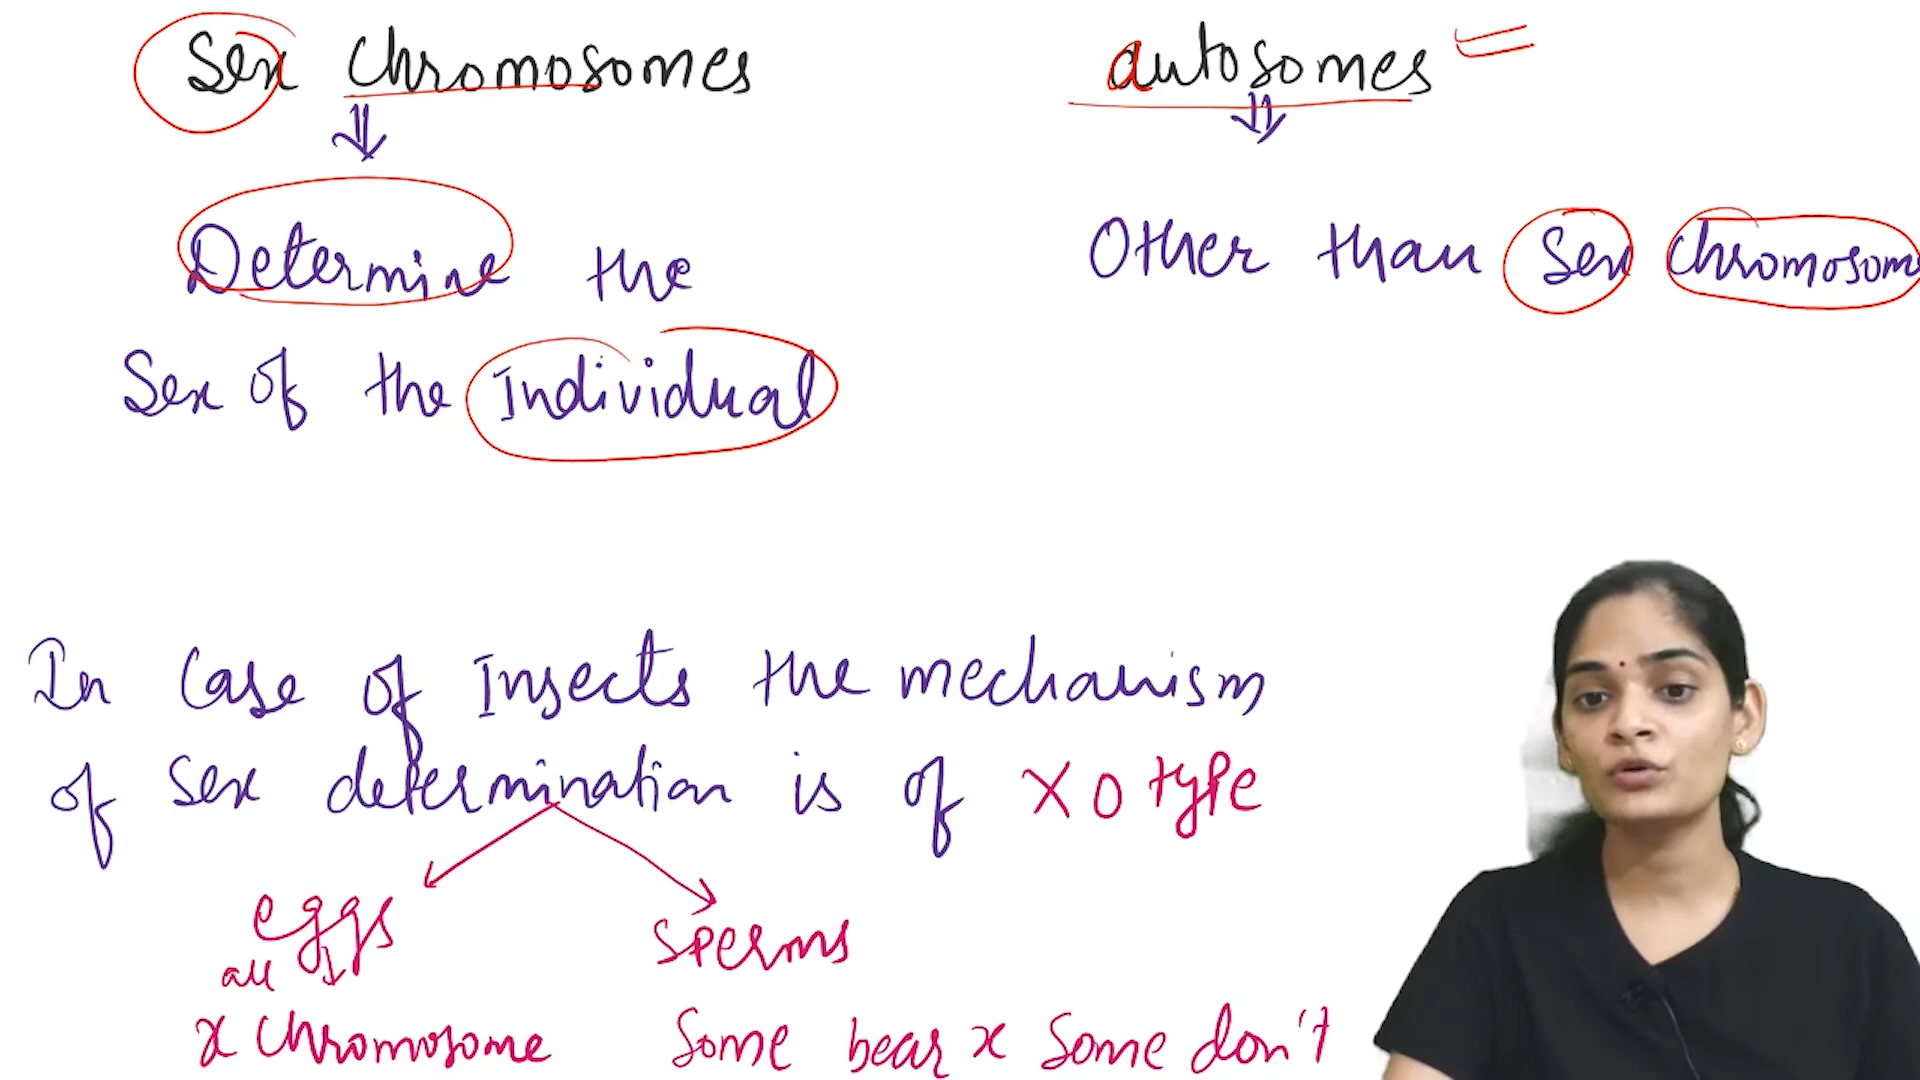 Sex chromosomes
autosomes =
Determine the
Sex of the Individual
Other than Sex chromosom
In Case of Insects the mechanism
of sex determination is of XO type
eggs
Sperms
all
x chromosome
Some bear x some don't